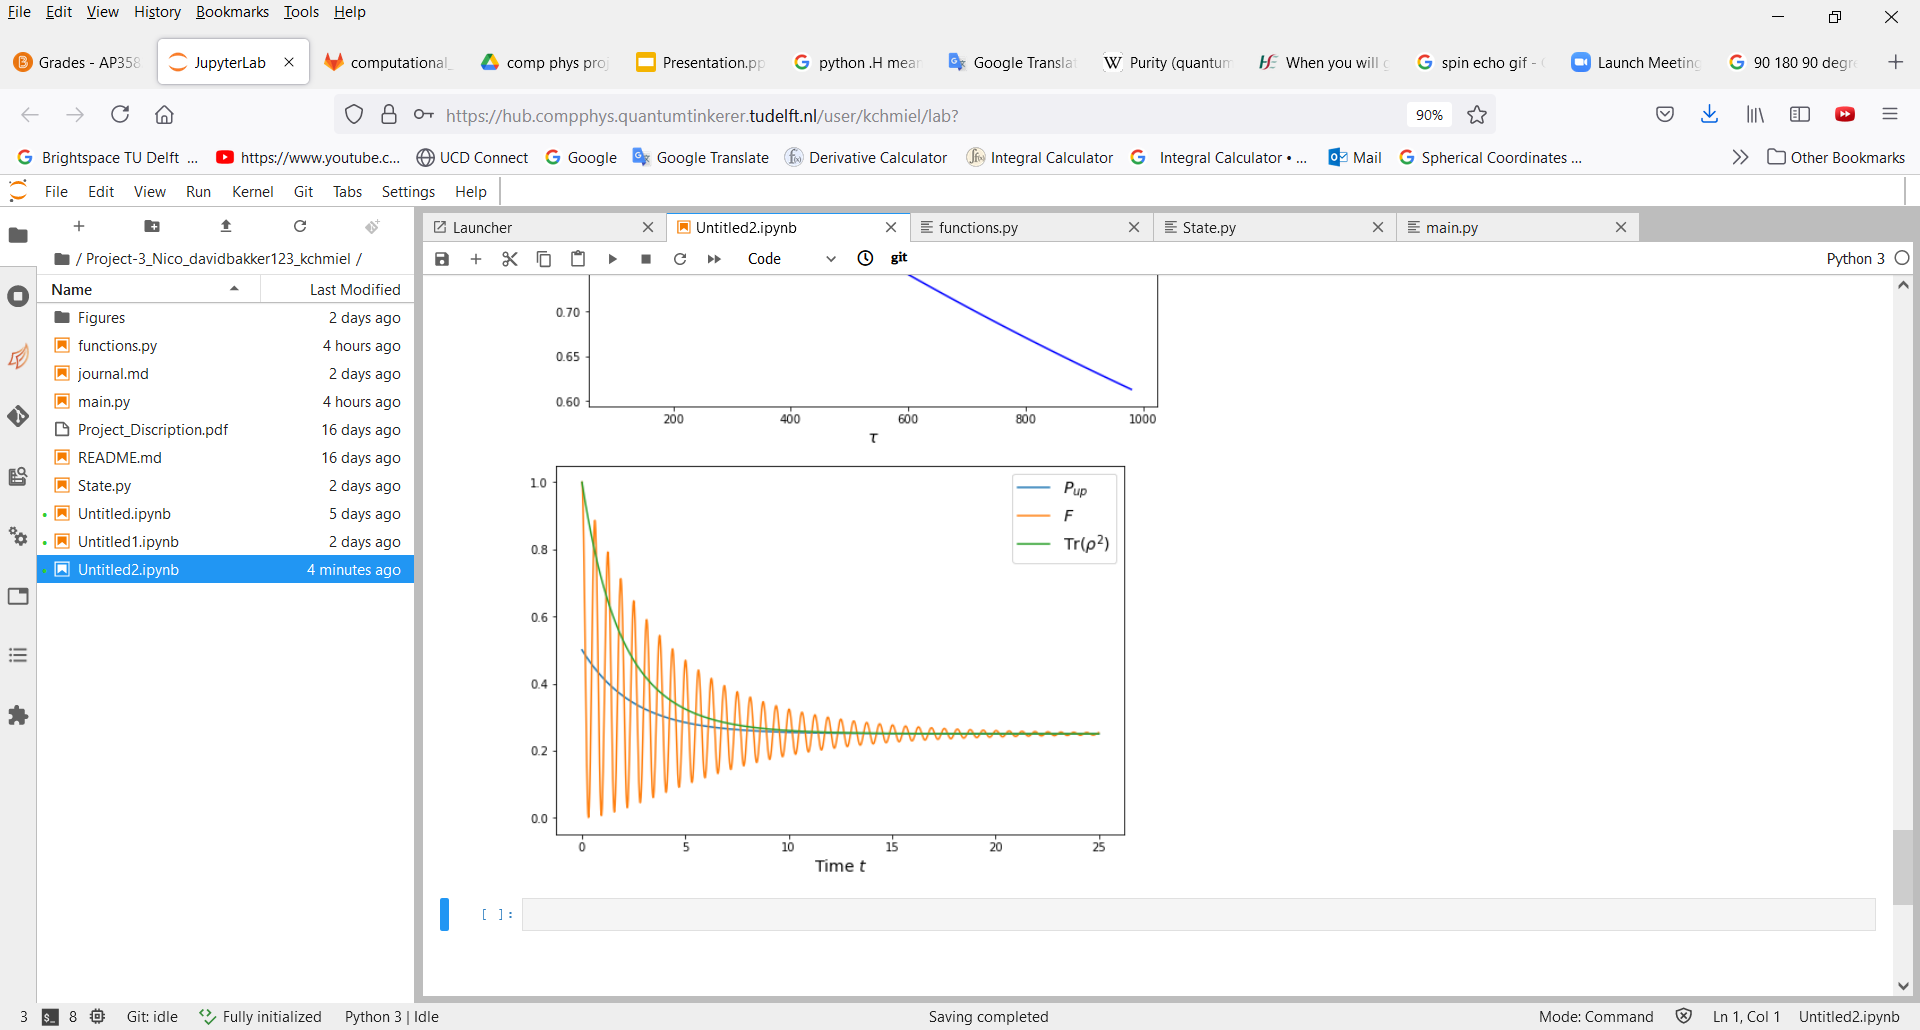 File Edit View History Bookmarks Tools Help
Grades - AP358 JupyterLab computational_ comp phys proj Presentation.pp python .H mean Google Translat Purity (quantum When you will g spin echo gif - Launch Meeting 90 180 90 degre
https://hub.compphys.quantumtinkerer.tudelft.nl/user/kchmiel/lab? 90%
Brightspace TU Delft ... https://www.youtube.c... UCD Connect Google Google Translate Derivative Calculator Integral Calculator Integral Calculator • ... Mail Spherical Coordinates ... Other Bookmarks
File Edit View Run Kernel Git Tabs Settings Help
Launcher Untitled2.ipynb functions.py State.py main.py
/ Project-3_Nico_davidbakker123_kchmiel /
Code git Python 3
Name Last Modified
Figures 2 days ago
functions.py 4 hours ago
journal.md 2 days ago
main.py 4 hours ago
Project_Discription.pdf 16 days ago
README.md 16 days ago
State.py 2 days ago
Untitled.ipynb 5 days ago
Untitled1.ipynb 2 days ago
Untitled2.ipynb 4 minutes ago
0.70
0.65
0.60
200 400 600 800 1000
τ
1.0
0.8
0.6
0.4
0.2
0.0
P_up
F
Tr(ρ²)
0 5 10 15 20 25
Time t
[ ]:
3 $_ 8 Git: idle Fully initialized Python 3 | Idle Saving completed Mode: Command Ln 1, Col 1 Untitled2.ipynb